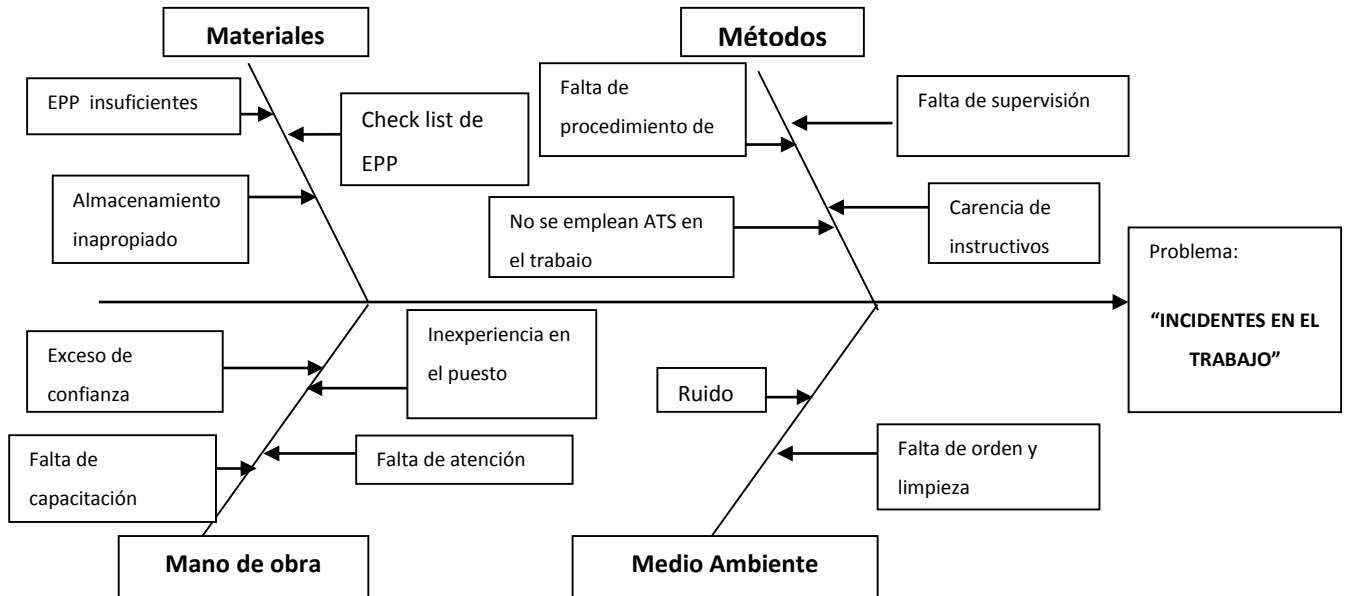 Materiales
Métodos
EPP insuficientes
Check list de
EPP
Almacenamiento
inapropiado
Falta de
procedimiento de
Falta de supervisión
No se emplean ATS en
el trabajo
Carencia de
instructivos
Problema:
“INCIDENTES EN EL
TRABAJO”
Exceso de
confianza
Inexperiencia en
el puesto
Falta de
capacitación
Falta de atención
Ruido
Falta de orden y
limpieza
Mano de obra
Medio Ambiente